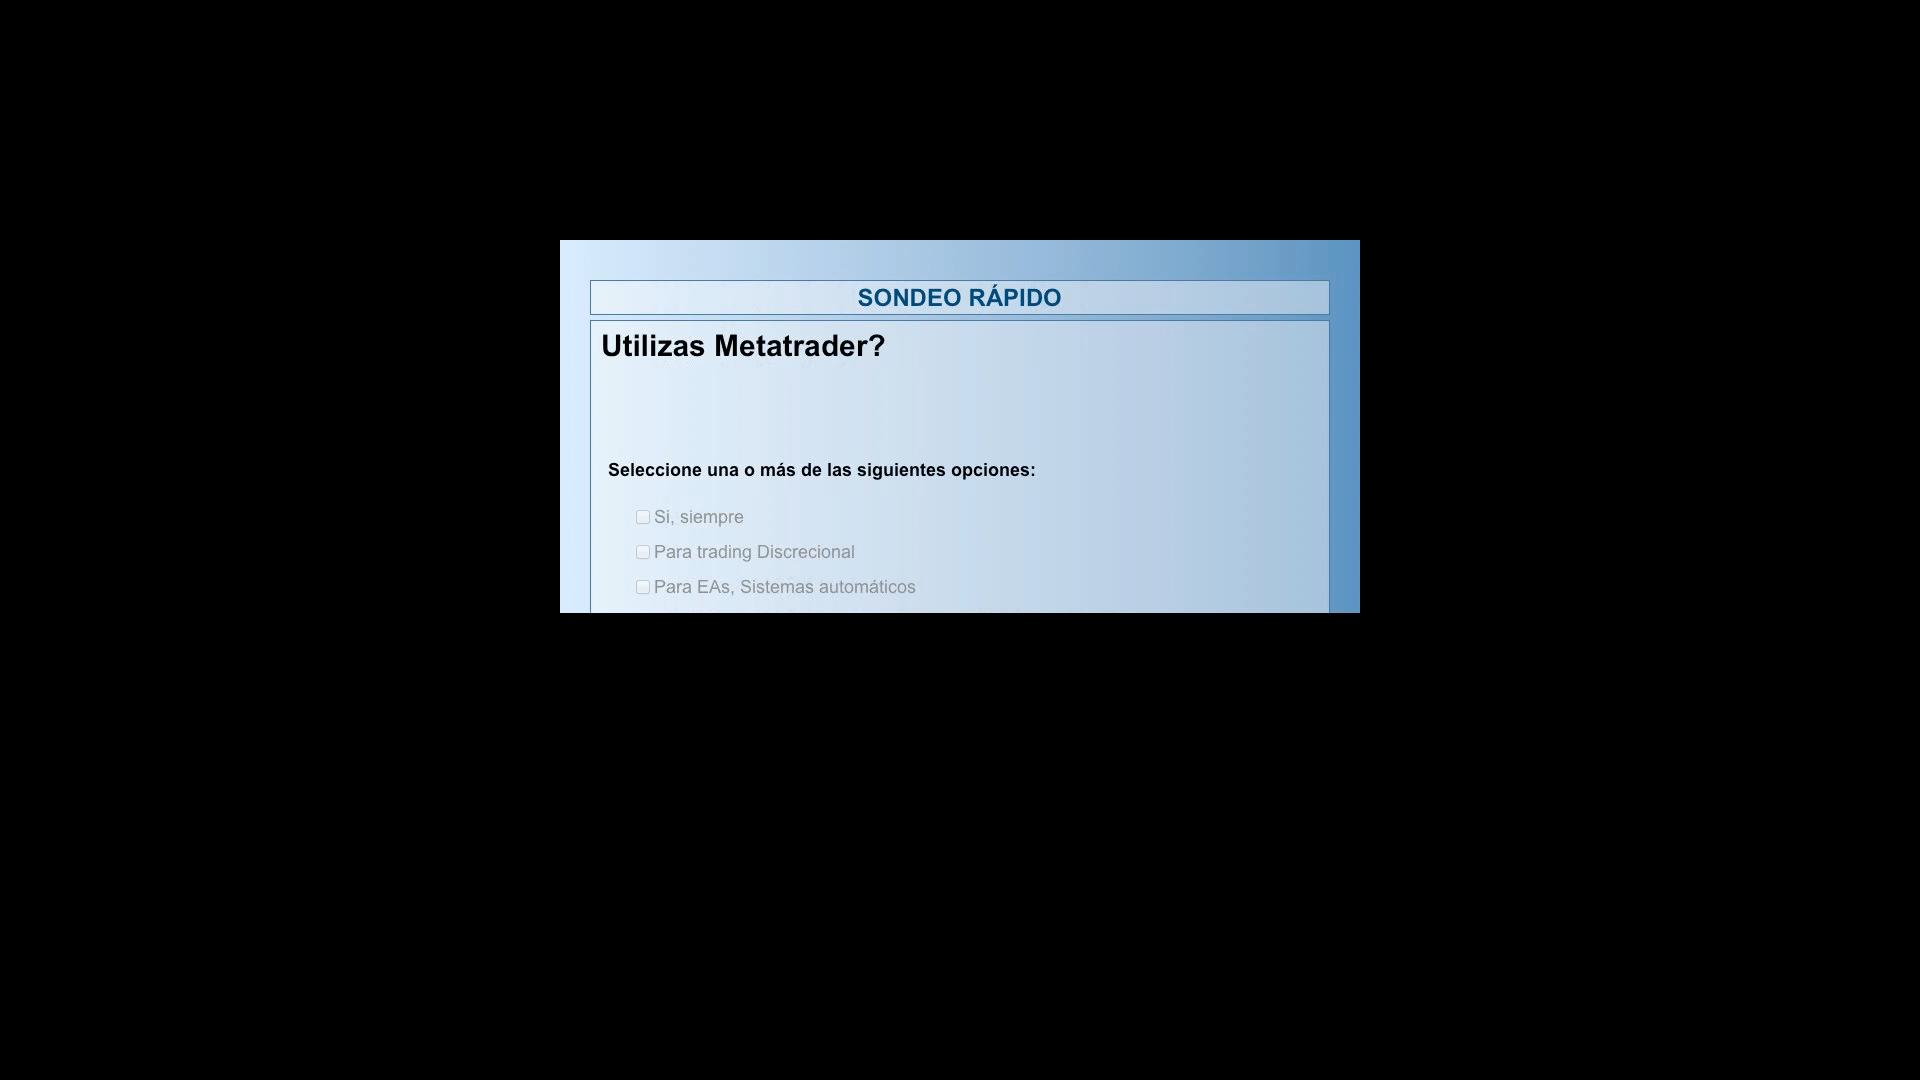 SONDEO RÁPIDO
Utilizas Metatrader?
Seleccione una o más de las siguientes opciones:
Si, siempre
Para trading Discrecional
Para EAs, Sistemas automáticos